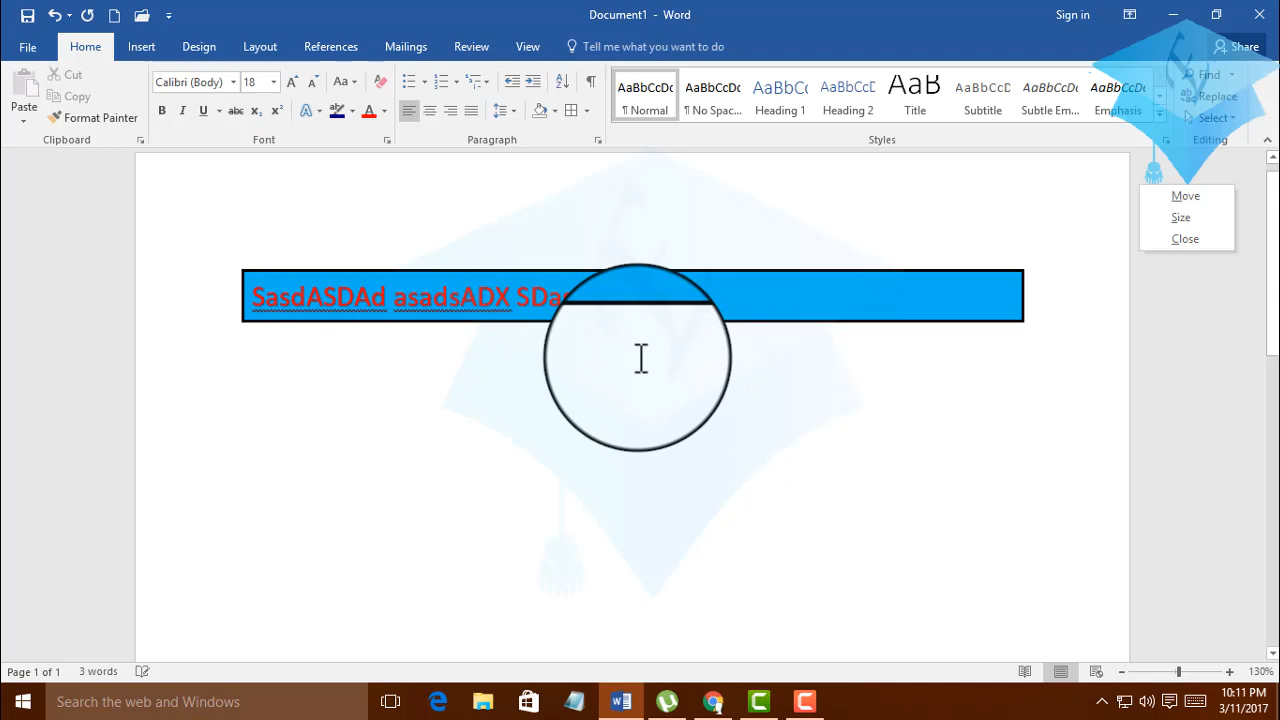 Document1 - Word
Sign in
File Home Insert Design Layout References Mailings Review View Tell me what you want to do Share
Paste
Cut
Copy
Format Painter
Clipboard
Calibri (Body) 18
Font
Paragraph
AaBbCcDc AaBbCcDc AaBbCc AaBbCcD AaB AaBbCcD AaBbCcDc AaBbCcDc
¶ Normal ¶ No Spac... Heading 1 Heading 2 Title Subtitle Subtle Em... Emphasis
Styles
Find
Replace
Select
Editing
Move
Size
Close
SasdASDAd asadsADX
Page 1 of 1 3 words 130%
Search the web and Windows
10:11 PM
3/11/2017